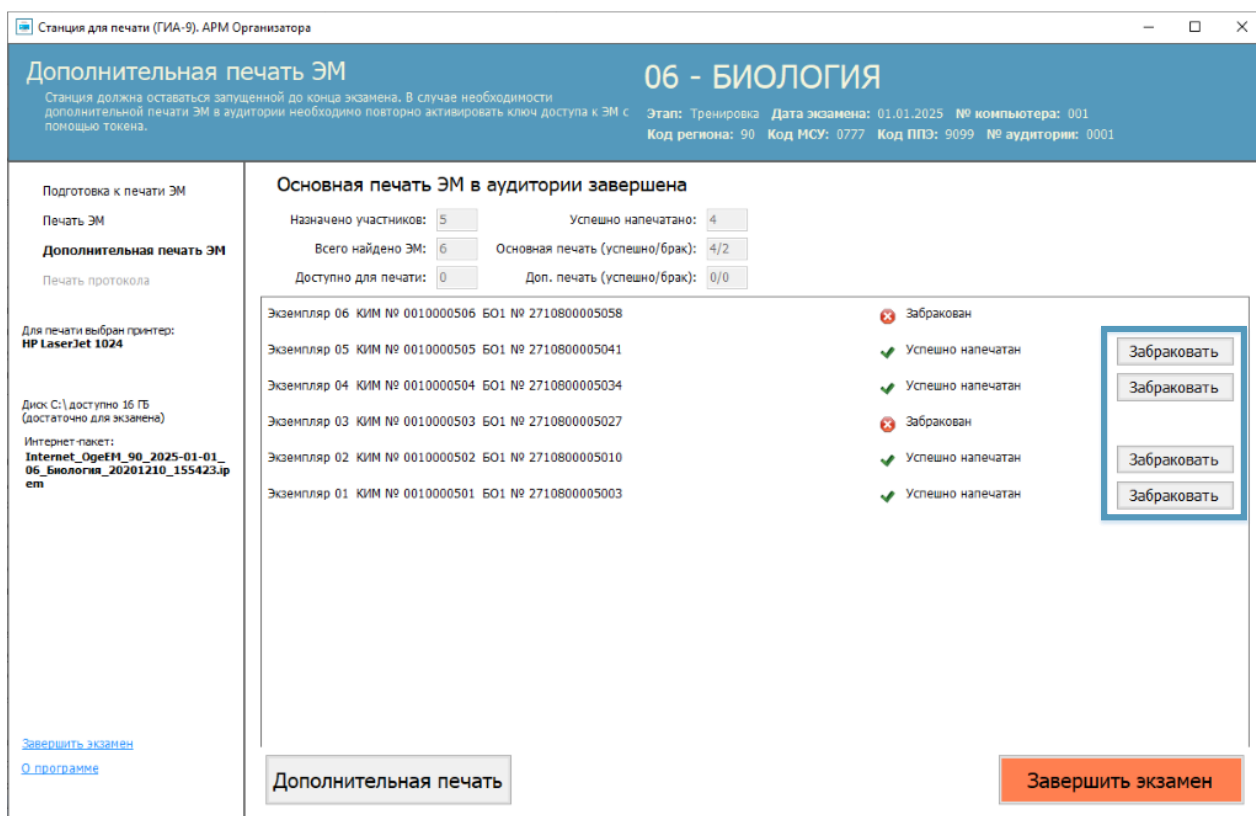 Станция для печати (ГИА-9). АРМ Организатора
Дополнительная печать ЭМ
Станция должна оставаться запущенной до конца экзамена. В случае необходимости
дополнительной печати ЭМ в аудитории необходимо повторно активировать ключ доступа к ЭМ с
помощью токена.
06 - БИОЛОГИЯ
Этап: Тренировка Дата экзамена: 01.01.2025 № компьютера: 001
Код региона: 90 Код МСУ: 0777 Код ППЭ: 9099 № аудитории: 0001
Подготовка к печати ЭМ
Печать ЭМ
Дополнительная печать ЭМ
Печать протокола
Для печати выбран принтер:
HP LaserJet 1024
Диск C:\ доступно 16 ГБ
(достаточно для экзамена)
Интернет-пакет:
Internet_OgeEM_90_2025-01-01_
06_Биология_20201210_155423.ip
em
Завершить экзамен
О программе
Основная печать ЭМ в аудитории завершена
Назначено участников: 5 Успешно напечатано: 4
Всего найдено ЭМ: 6 Основная печать (успешно/брак): 4/2
Доступно для печати: 0 Доп. печать (успешно/брак): 0/0
Экземпляр 06 КИМ № 0010000506 БО1 № 2710800005058 Забракован
Экземпляр 05 КИМ № 0010000505 БО1 № 2710800005041 Успешно напечатан Забраковать
Экземпляр 04 КИМ № 0010000504 БО1 № 2710800005034 Успешно напечатан Забраковать
Экземпляр 03 КИМ № 0010000503 БО1 № 2710800005027 Забракован
Экземпляр 02 КИМ № 0010000502 БО1 № 2710800005010 Успешно напечатан Забраковать
Экземпляр 01 КИМ № 0010000501 БО1 № 2710800005003 Успешно напечатан Забраковать
Дополнительная печать
Завершить экзамен